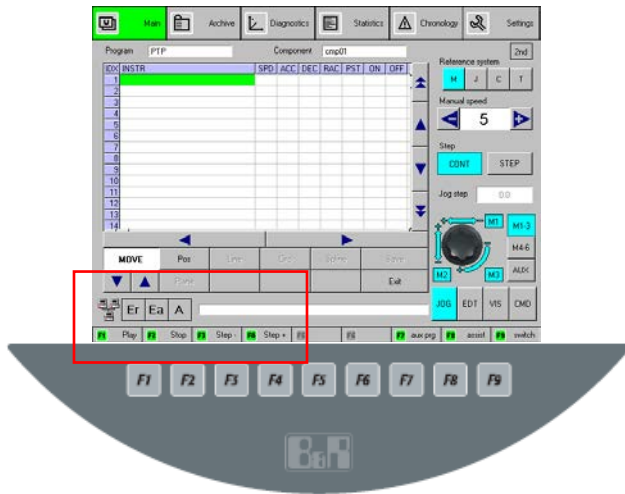 Main Archive Diagnostics Statistics Chronology Settings
Program PTP Component cmp01 2nd
Reference system
IDX INSTR SPD ACC DEC RAC PST ON OFF
M J C T
1
2
3
4
5
6
7
8
9
10
11
12
13
14
Manual speed
5
Step
CONT STEP
Jog step 0.0
M1 M1-3
M4-6
M2 M3 AUX
MOVE Pos Line Circ Spline Save
Plane Exit
Er Ea A
JOG EDT VIS CMD
F1 Play F2 Stop F3 Step - F4 Step + F5 F6 F7 aux prg F8 assist F9 switch
F1 F2 F3 F4 F5 F6 F7 F8 F9
B&R